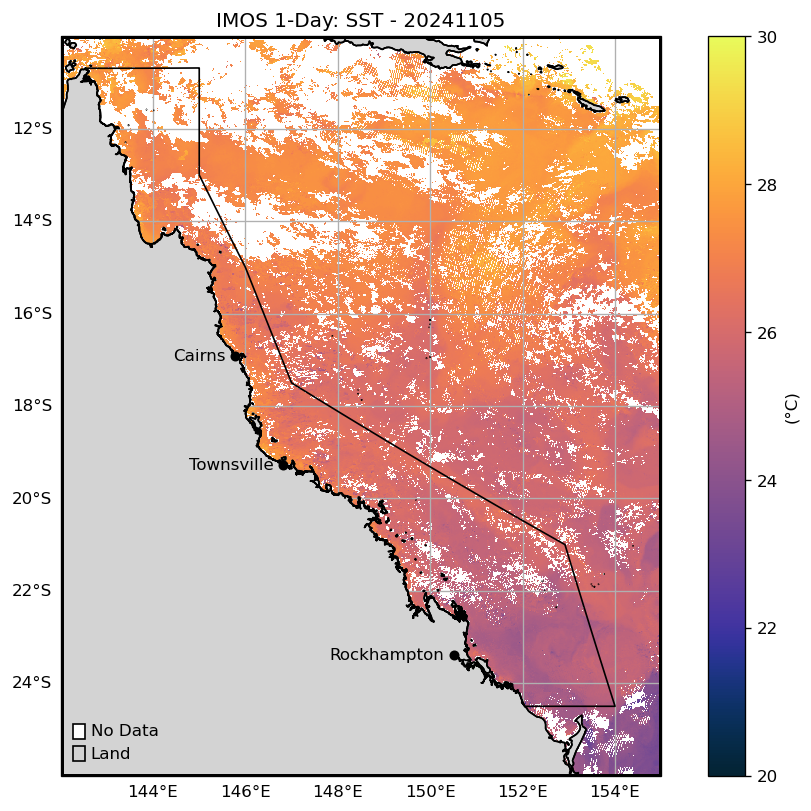 IMOS 1-Day: SST - 20241105
12°S
14°S
16°S
18°S
20°S
22°S
24°S
Cairns
Townsville
Rockhampton
No Data
Land
144°E
146°E
148°E
150°E
152°E
154°E
30
28
26
24
22
20
(°C)